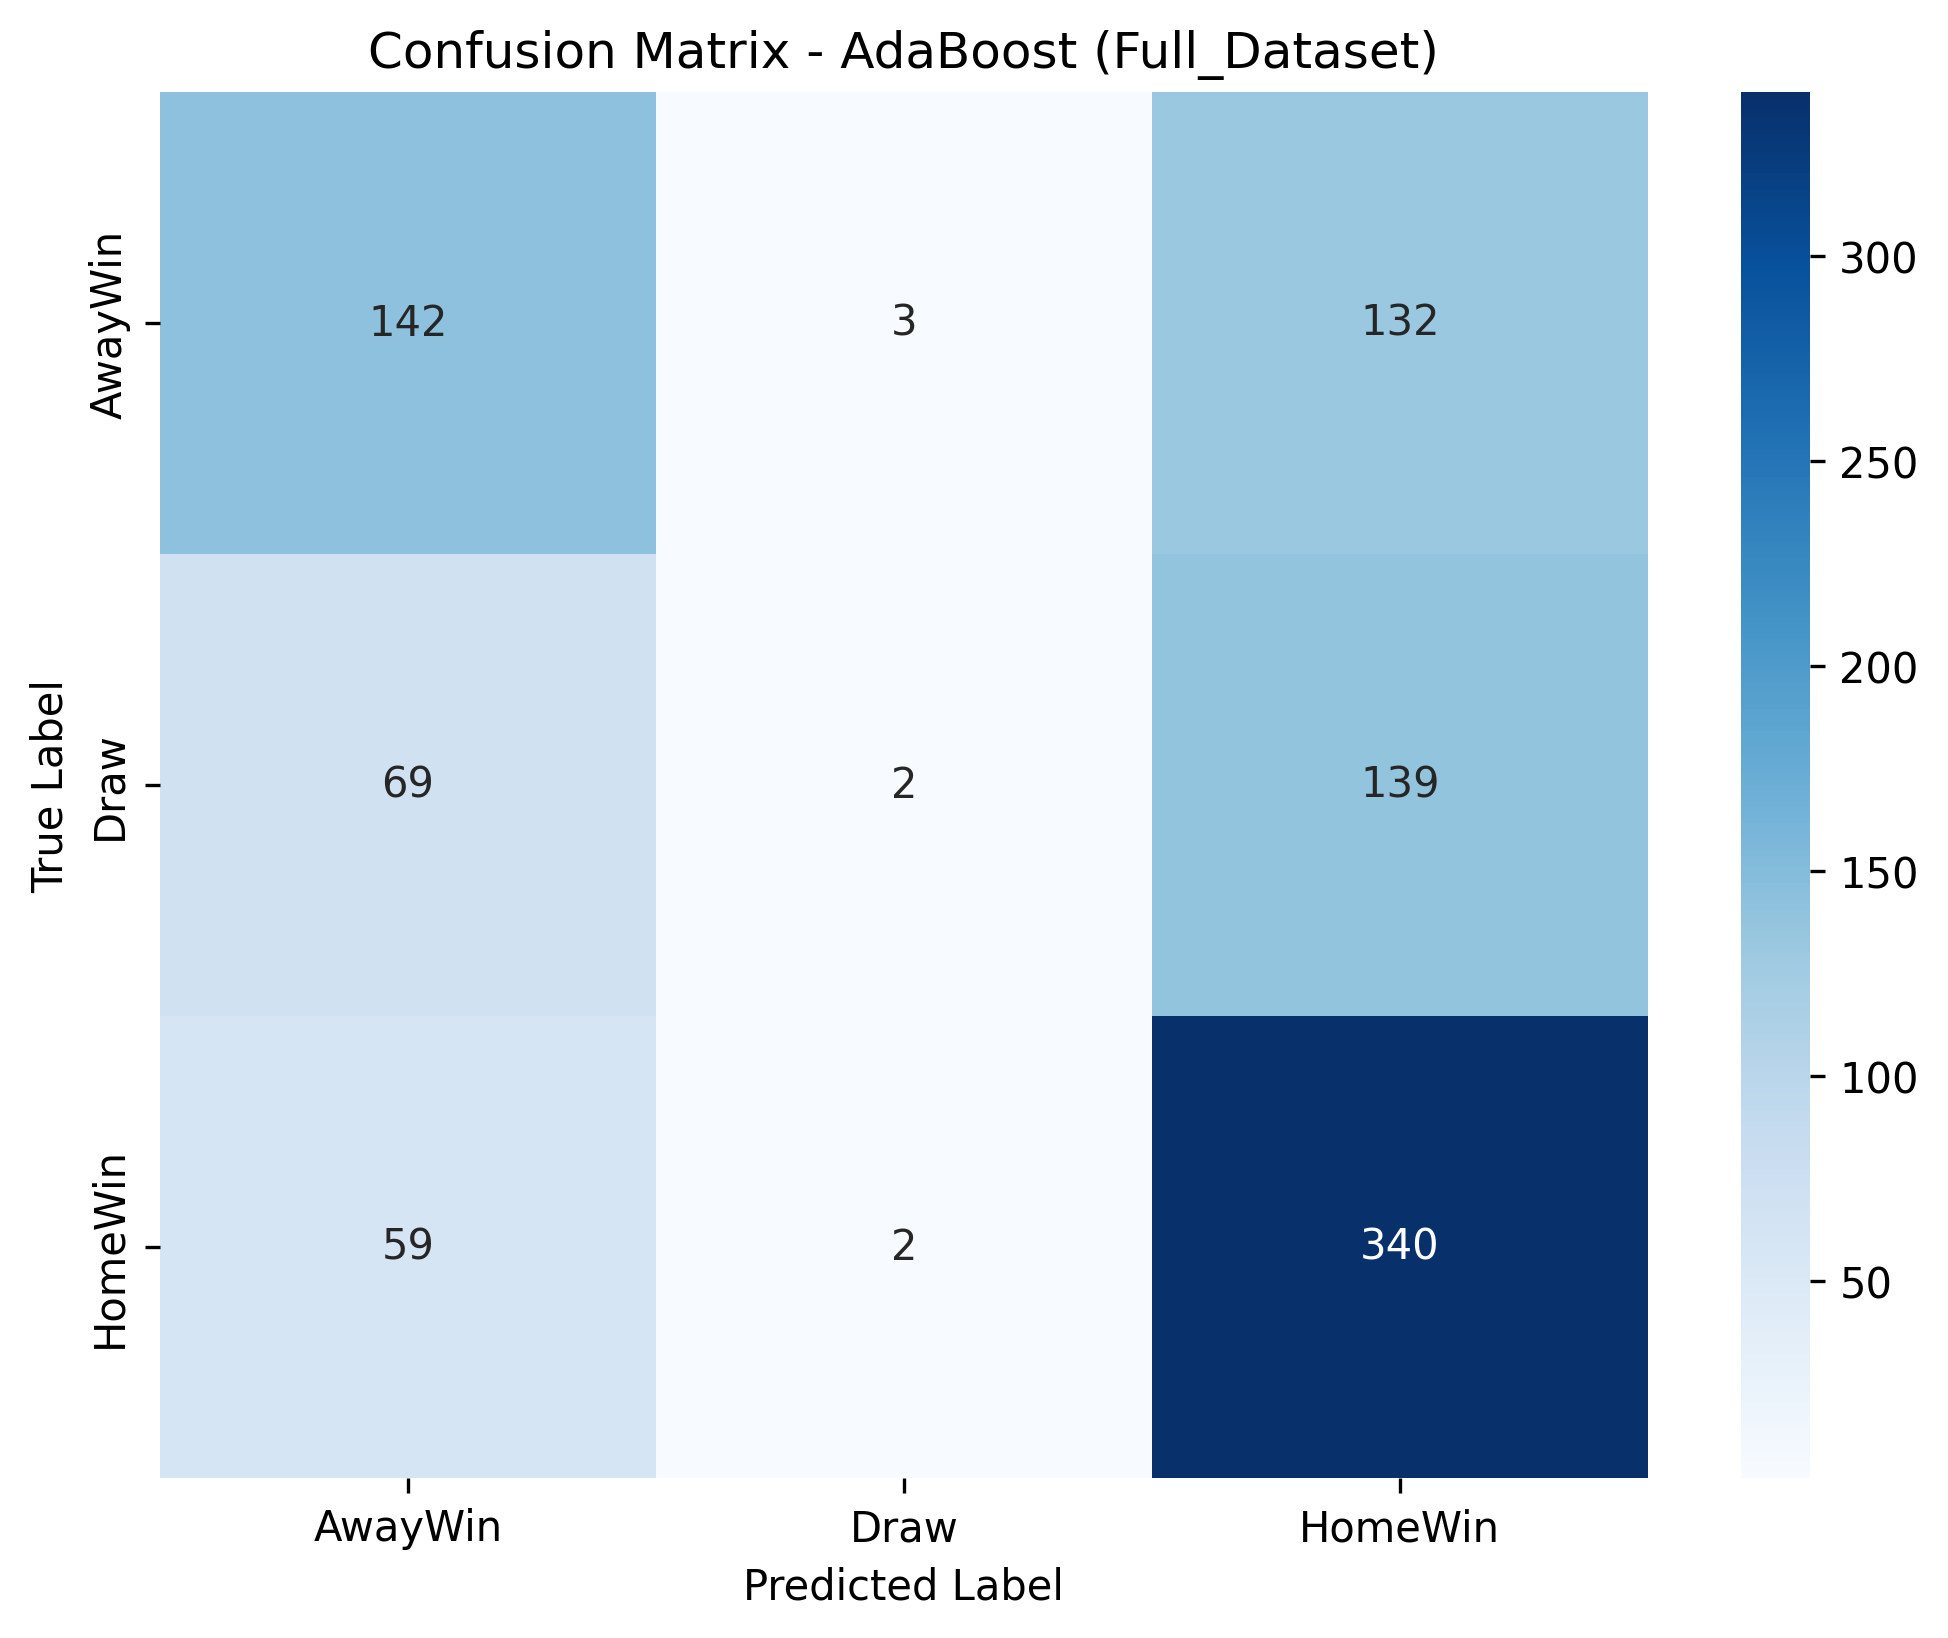 Confusion Matrix - AdaBoost (Full_Dataset)
True Label
AwayWin
142
3
132
Draw
69
2
139
HomeWin
59
2
340
AwayWin
Draw
HomeWin
Predicted Label
300
250
200
150
100
50